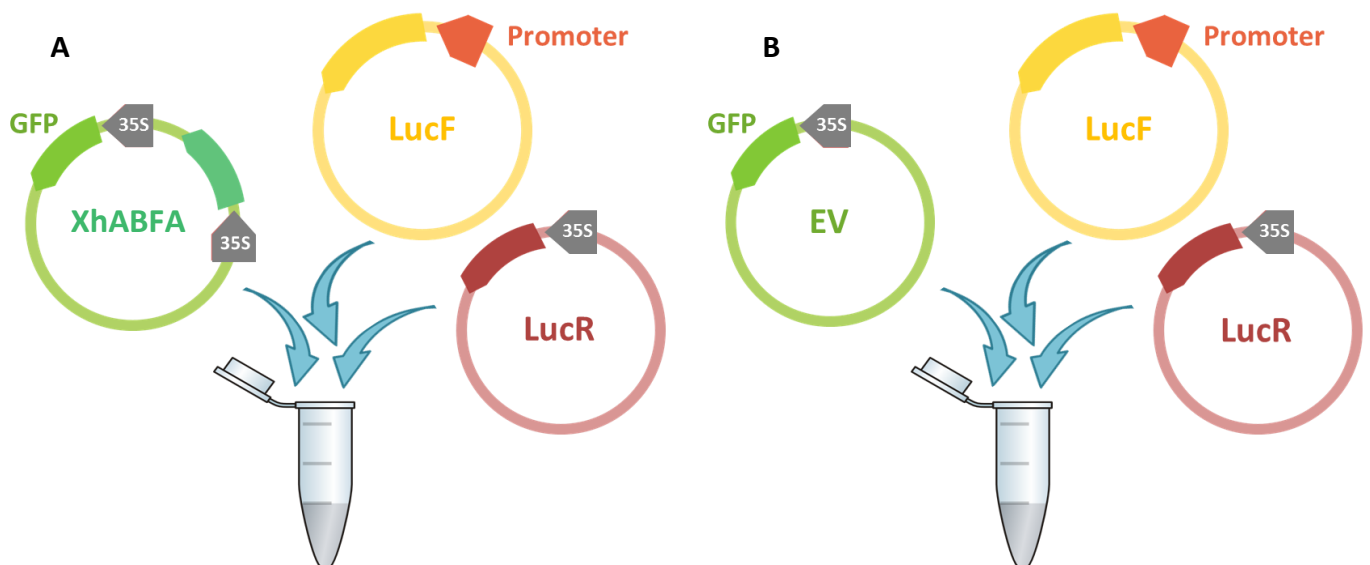 A
Promoter
GFP
35S
LucF
XhABFA
35S
35S
LucR
B
Promoter
GFP
35S
LucF
EV
35S
LucR